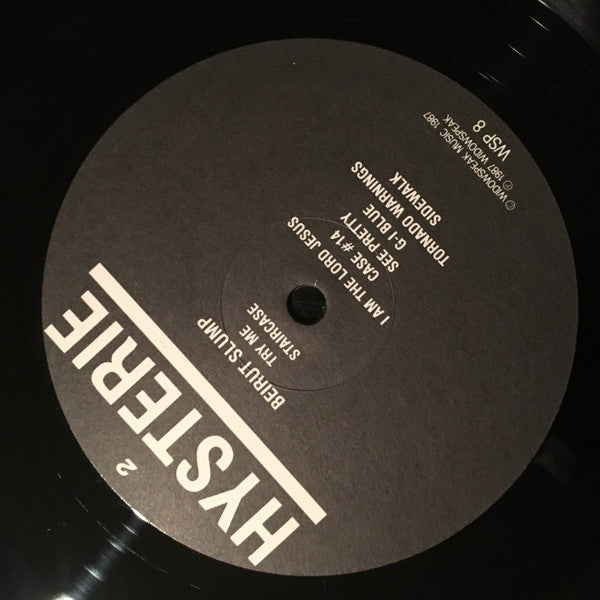 2
HYSTERIE
BEIRUT SLUMP
TRY ME
STAIRCASE
I AM THE LORD JESUS
CASE #14
SEE PRETTY
G-I BLUE
TORNADO WARNINGS
SIDEWALK
© WIDOWSPEAK MUSIC 1987
℗ 1987 WIDOWSPEAK
WSP 8